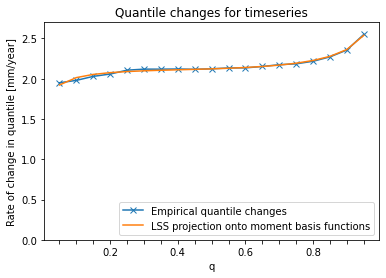 Quantile changes for timeseries
Rate of change in quantile [mm/year]
2.5
2.0
1.5
1.0
0.5
0.0
Empirical quantile changes
LSS projection onto moment basis functions
0.2 0.4 0.6 0.8
q